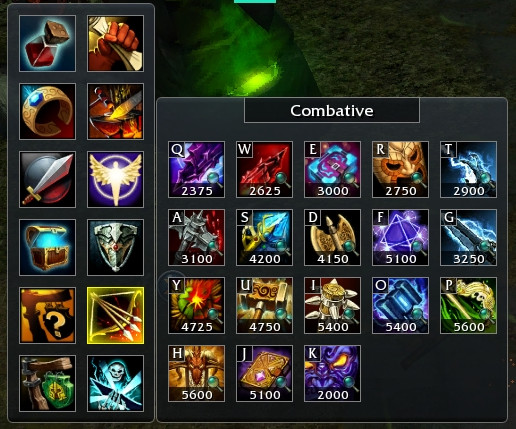 Combative
Q W E R T
2375 2625 3000 2750 2900
A S D F G
3100 4200 4150 5100 3250
Y U I O P
4725 4750 5400 5400 5600
?
H J K
5600 5100 2000